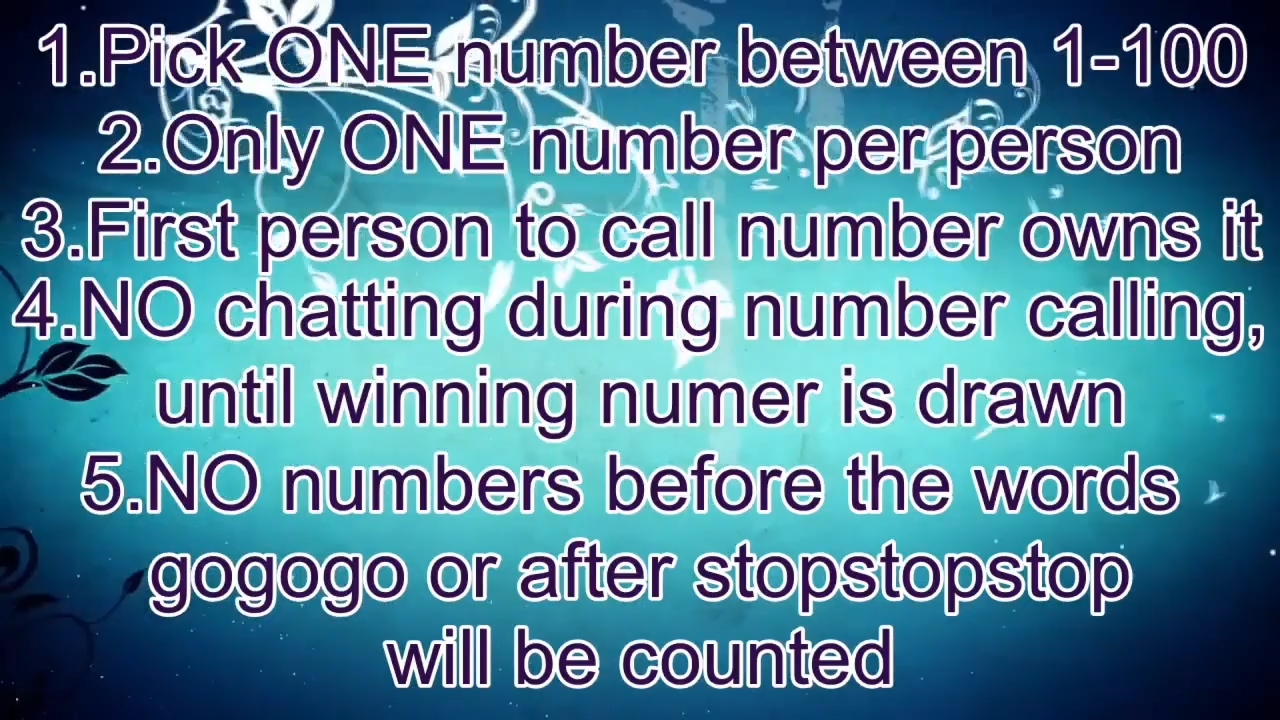 1.Pick ONE number between 1-100
2.Only ONE number per person
3.First person to call number owns it
4.NO chatting during number calling,
until winning numer is drawn
5.NO numbers before the words
gogogo or after stopstopstop
will be counted